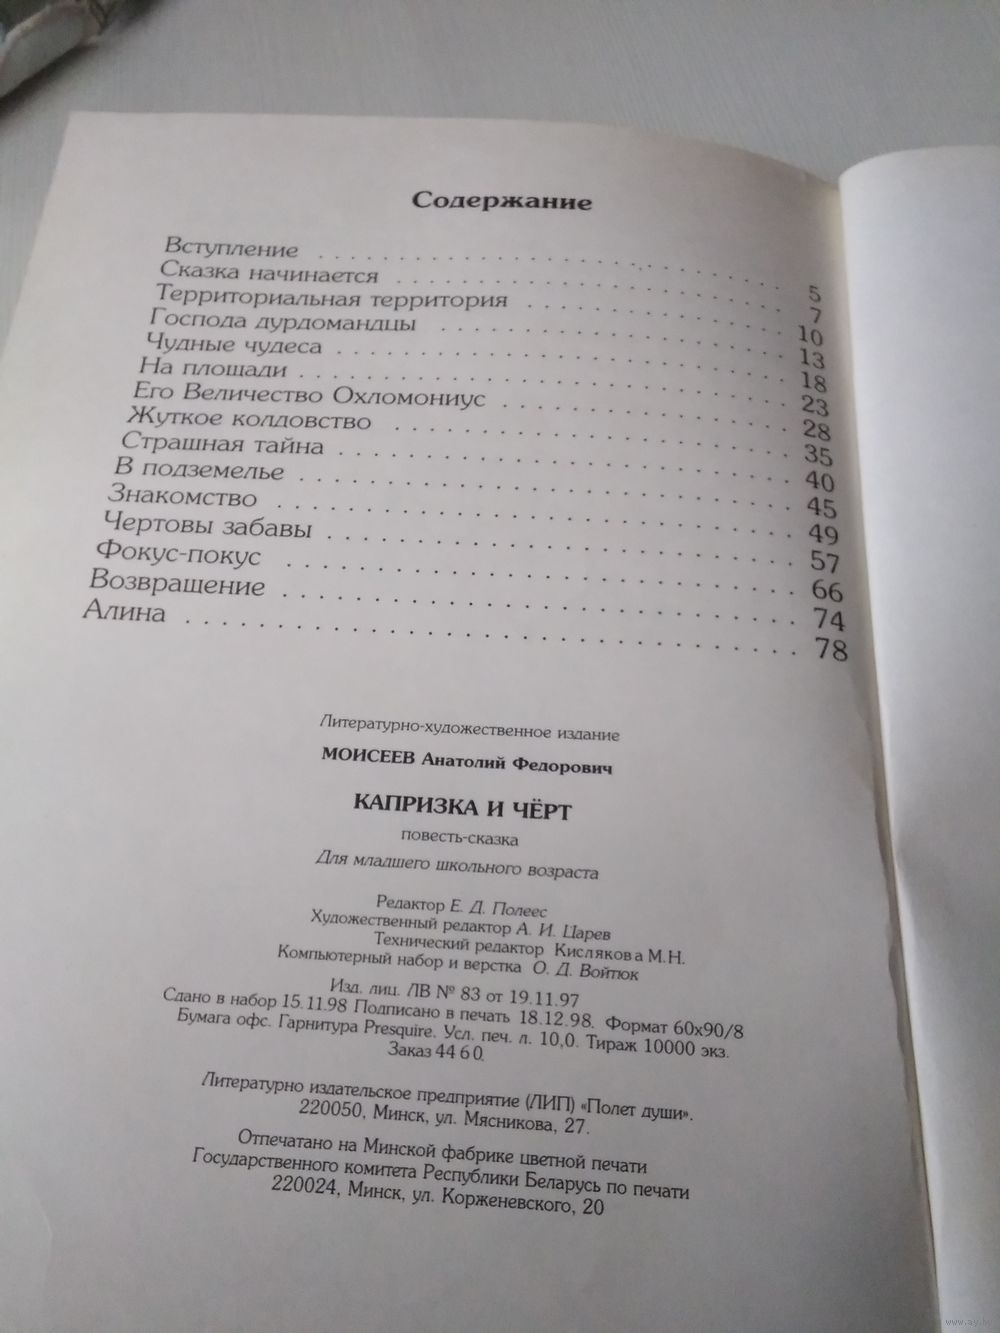 Содержание
Вступление . . . . . . . . . . 5
Сказка начинается . . . . . . . . . . 7
Территориальная территория . . . . . . . . . . 10
Господа дурдомандцы . . . . . . . . . . 13
Чудные чудеса . . . . . . . . . . 18
На площади . . . . . . . . . . 23
Его Величество Охломониус . . . . . . . . . . 28
Жуткое колдовство . . . . . . . . . . 35
Страшная тайна . . . . . . . . . . 40
В подземелье . . . . . . . . . . 45
Знакомство . . . . . . . . . . 49
Чертовы забавы . . . . . . . . . . 57
Фокус-покус . . . . . . . . . . 66
Возвращение . . . . . . . . . . 74
Алина . . . . . . . . . . 78
Литературно-художественное издание
МОИСЕЕВ Анатолий Федорович
КАПРИЗКА И ЧЁРТ
повесть-сказка
Для младшего школьного возраста
Редактор Е. Д. Полеес
Художественный редактор А. И. Царев
Технический редактор Кислякова М.Н.
Компьютерный набор и верстка О. Д. Войтюк
Изд. лиц. ЛВ № 83 от 19.11.97
Сдано в набор 15.11.98 Подписано в печать 18.12.98. Формат 60х90/8
Бумага офс. Гарнитура Presquire. Усл. печ. л. 10,0. Тираж 10000 экз.
Заказ 4460.
Литературно издательское предприятие (ЛИП) «Полет души».
220050, Минск, ул. Мясникова, 27.
Отпечатано на Минской фабрике цветной печати
Государственного комитета Республики Беларусь по печати
220024, Минск, ул. Корженевского, 20